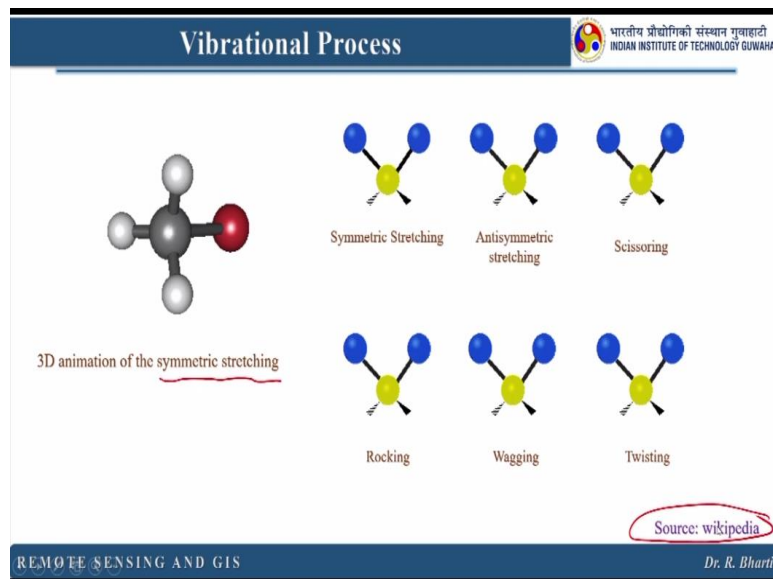 Vibrational Process
भारतीय प्रौद्योगिकी संस्थान गुवाहाटी
INDIAN INSTITUTE OF TECHNOLOGY GUWAHA
Symmetric Stretching
Antisymmetric
stretching
Scissoring
3D animation of the symmetric stretching
Rocking
Wagging
Twisting
Source: wikipedia
REMOTE SENSING AND GIS
Dr. R. Bharti